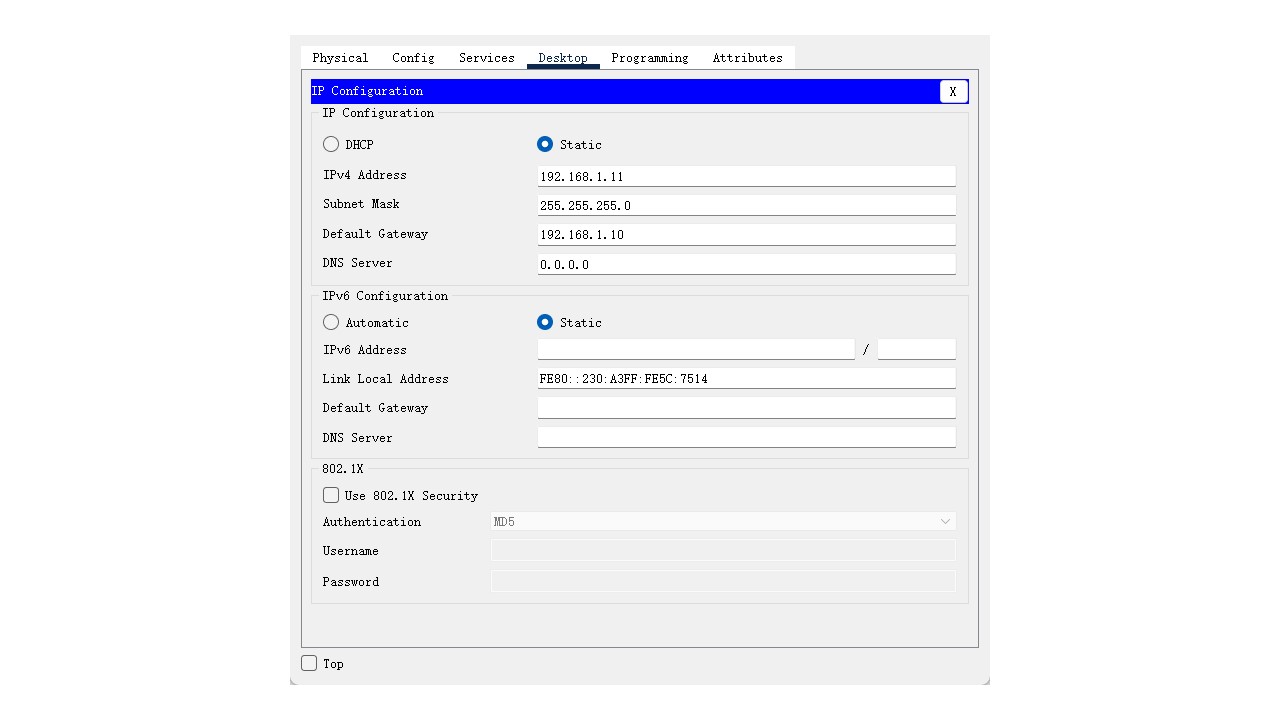 Physical Config Services Desktop Programming Attributes
IP Configuration X
IP Configuration
DHCP Static
IPv4 Address 192.168.1.11
Subnet Mask 255.255.255.0
Default Gateway 192.168.1.10
DNS Server 0.0.0.0
IPv6 Configuration
Automatic Static
IPv6 Address /
Link Local Address FE80::230:A3FF:FE5C:7514
Default Gateway
DNS Server
802.1X
Use 802.1X Security
Authentication MD5
Username
Password
Top